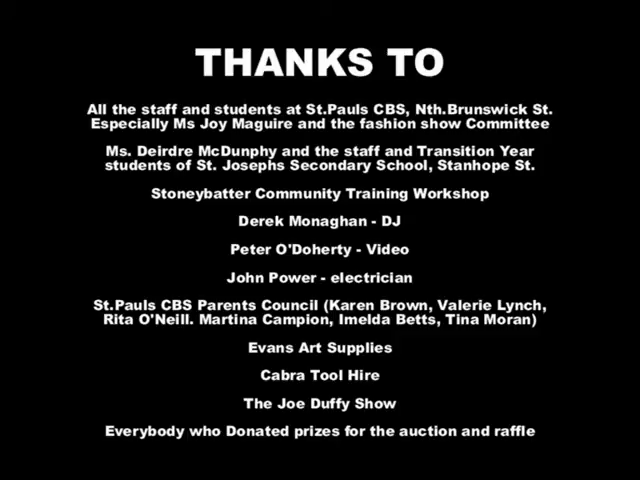 THANKS TO
All the staff and students at St.Pauls CBS, Nth.Brunswick St.
Especially Ms Joy Maguire and the fashion show Committee
Ms. Deirdre McDunphy and the staff and Transition Year
students of St. Josephs Secondary School, Stanhope St.
Stoneybatter Community Training Workshop
Derek Monaghan - DJ
Peter O'Doherty - Video
John Power - electrician
St.Pauls CBS Parents Council (Karen Brown, Valerie Lynch,
Rita O'Neill. Martina Campion, Imelda Betts, Tina Moran)
Evans Art Supplies
Cabra Tool Hire
The Joe Duffy Show
Everybody who Donated prizes for the auction and raffle